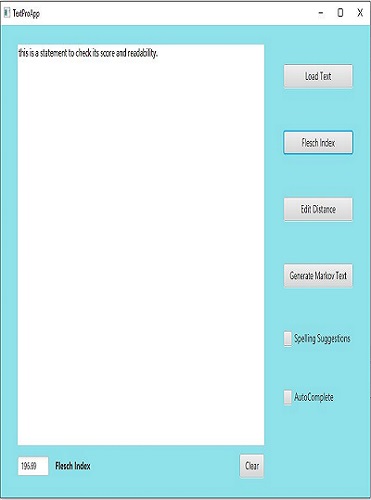 TextProApp
this is a statement to check its score and readability.
Load Text
Flesch Index
Edit Distance
Generate Markov Text
Spelling Suggestions
AutoComplete
196.69
Flesch Index
Clear